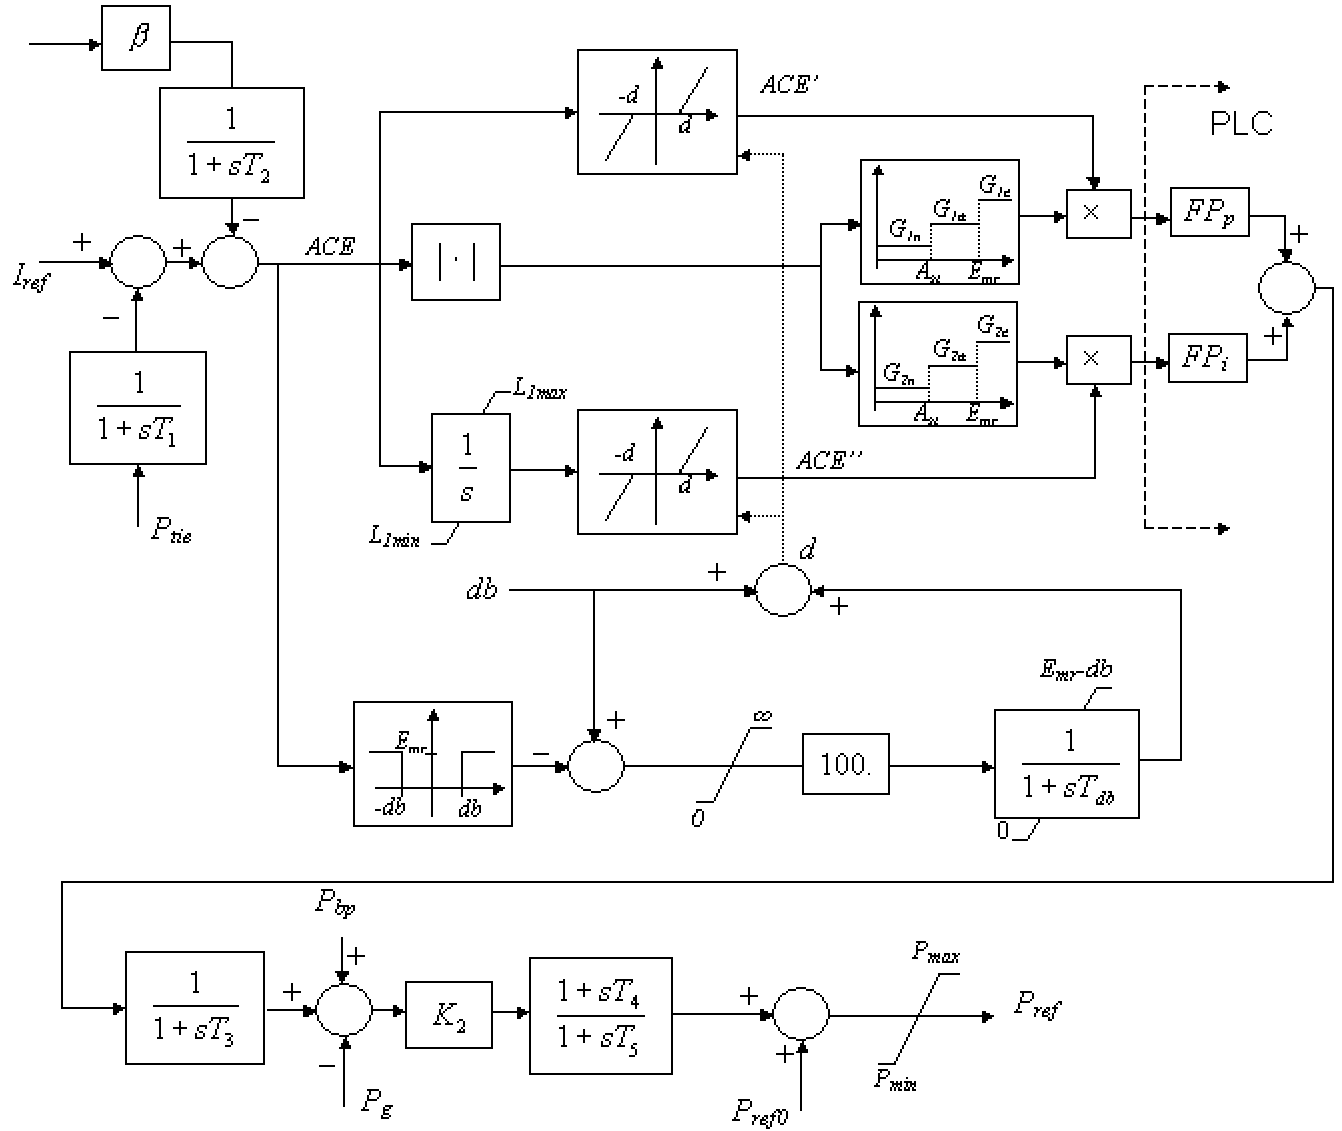 β
1
1 + sT2
−
+
Iref
+
ACE
−
1
1 + sT1
Ptie
| · |
-d
d
ACE'
G1n
G1a
G1e
Emr
×
PLC
FPp
+
G2n
G2a
G2e
Emr
×
FPi
+
L1max
1
s
L1min
-d
d
ACE''
db
+
d
+
Emr
-db
db
−
+
∞
0
100.
Emr-db
1
1 + sTdb
0
1
1 + sT3
+
Pbp
+
−
Pg
K2
1 + sT4
1 + sT5
+
+
Pref0
Pmax
Pmin
Pref